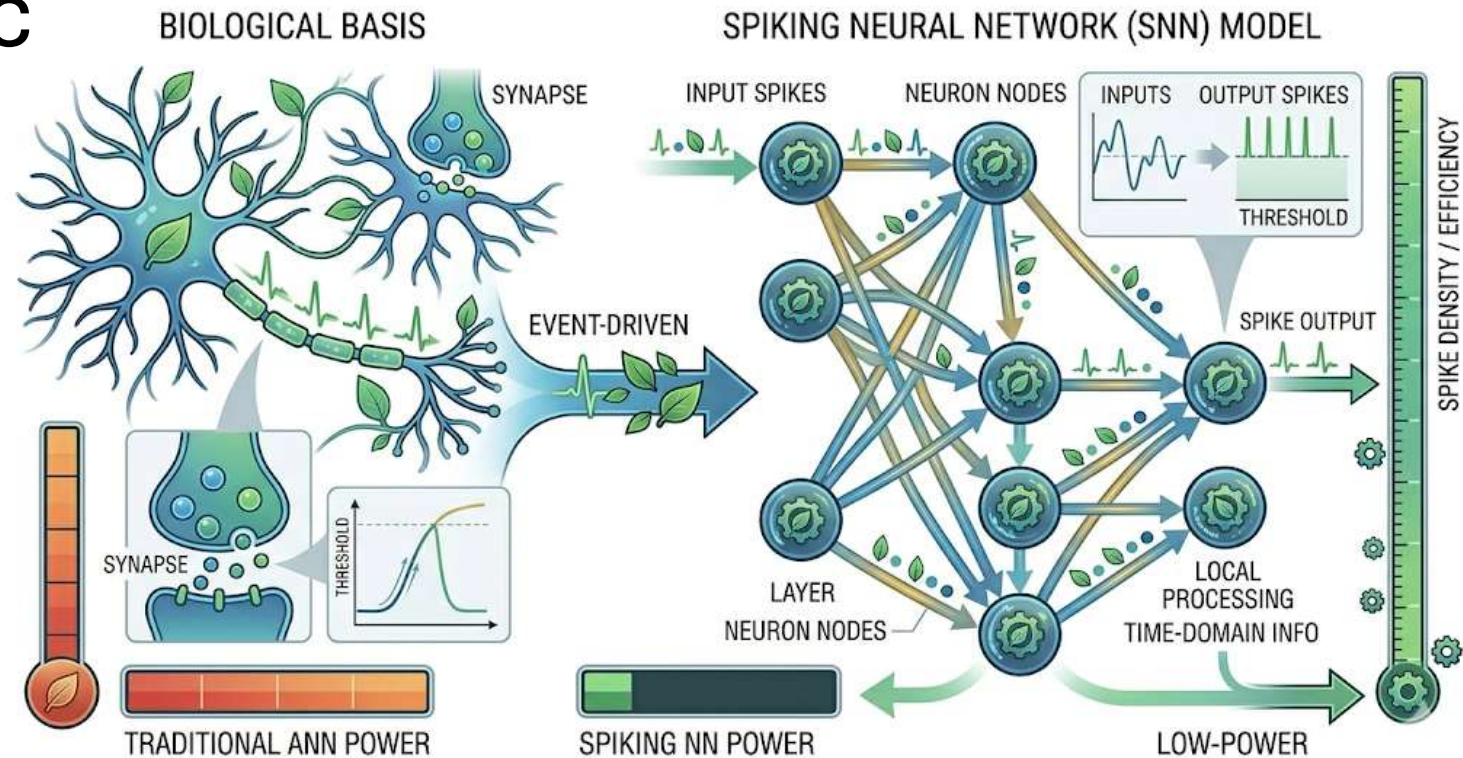 C
BIOLOGICAL BASIS
SYNAPSE
EVENT-DRIVEN
SYNAPSE
THRESHOLD
TRADITIONAL ANN POWER
SPIKING NEURAL NETWORK (SNN) MODEL
INPUT SPIKES
NEURON NODES
INPUTS
OUTPUT SPIKES
THRESHOLD
SPIKE OUTPUT
LAYER
NEURON NODES
LOCAL
PROCESSING
TIME-DOMAIN INFO
SPIKING NN POWER
LOW-POWER
SPIKE DENSITY / EFFICIENCY